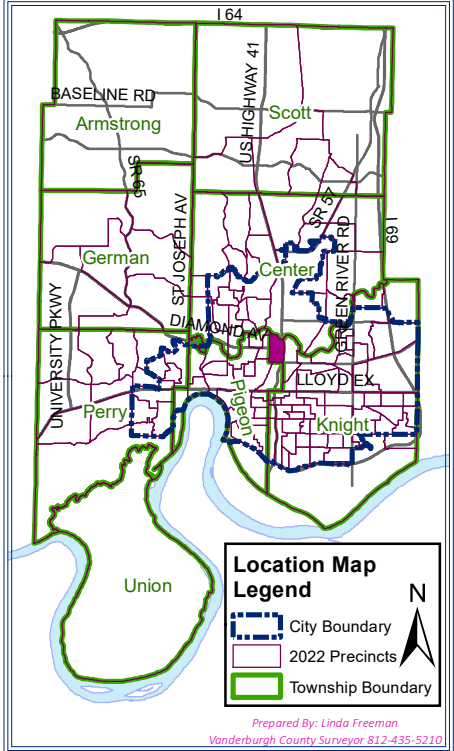 I 64
US HIGHWAY 41
BASELINE RD
Scott
Armstrong
SR 65
SR 57
ST. JOSEPH AV
I 69
GREEN RIVER RD
German
Center
UNIVERSITY PKWY
DIAMOND AV
LLOYD EX
Pigeon
Perry
Knight
Union
Location Map
Legend
N
City Boundary
2022 Precincts
Township Boundary
Prepared By: Linda Freeman
Vanderburgh County Surveyor 812-435-5210